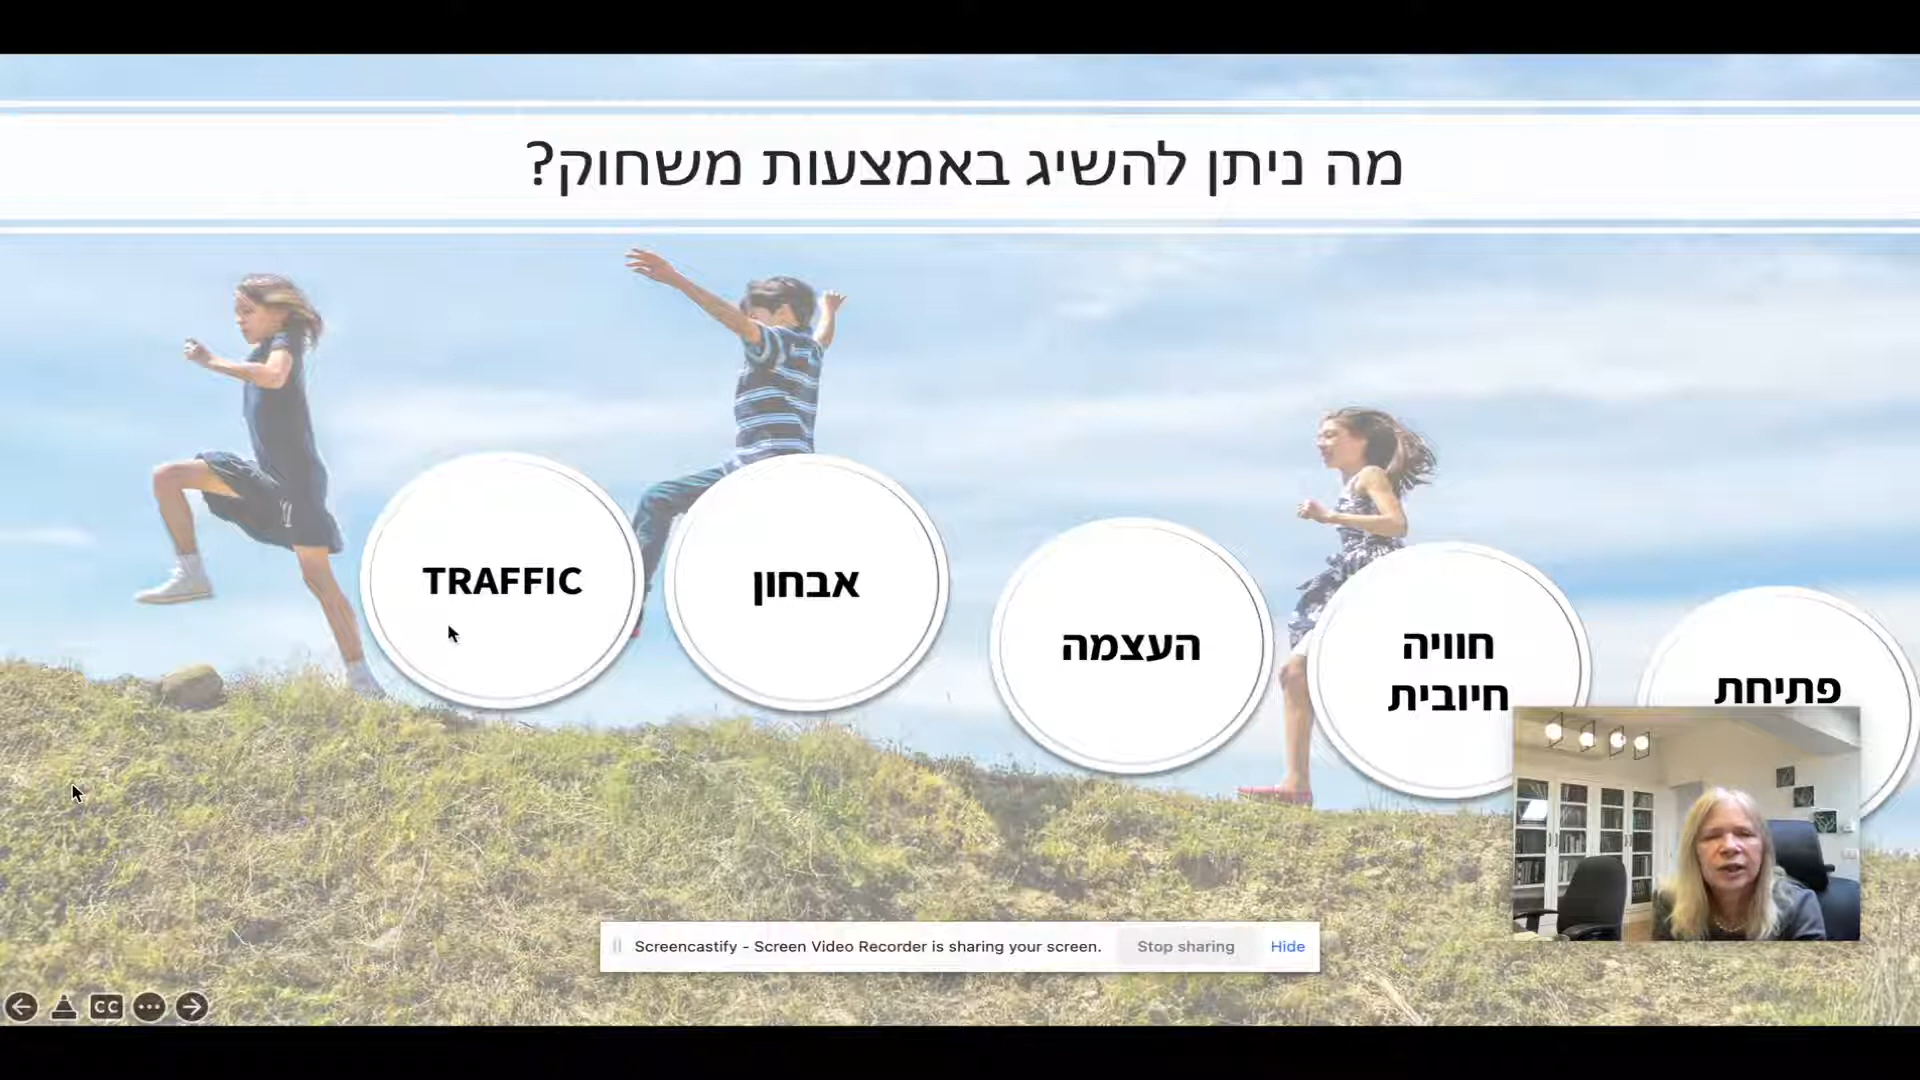 מה ניתן להשיג באמצעות משחוק?
פתיחת
חוויה
חיובית
העצמה
אבחון
TRAFFIC
Screencastify - Screen Video Recorder is sharing your screen.
Stop sharing
Hide
CC